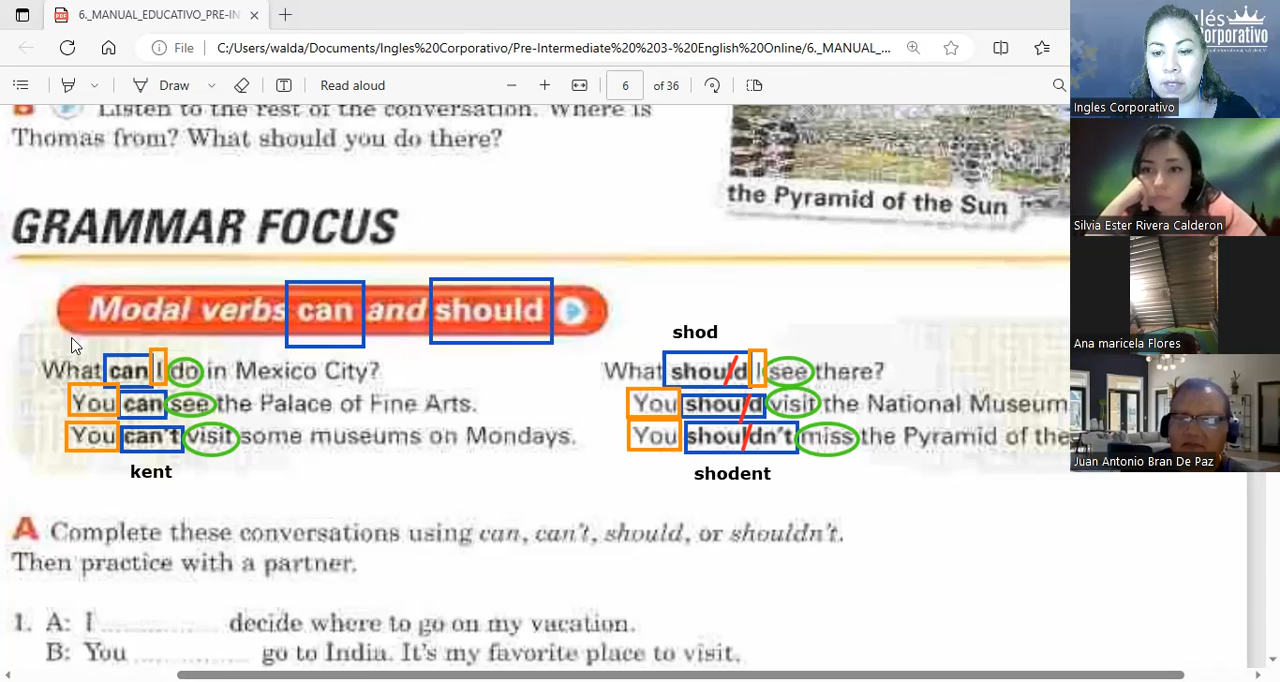 6._MANUAL_EDUCATIVO_PRE-IN
File
C:/Users/walda/Documents/Ingles%20Corporativo/Pre-Intermediate%20%203-%20English%20Online/6._MANUAL_...
Draw
Read aloud
6
of 36
B Listen to the rest of the conversation. Where is
Thomas from? What should you do there?
the Pyramid of the Sun
GRAMMAR FOCUS
Modal verbs can and should
What can I do in Mexico City?
You can see the Palace of Fine Arts.
You can't visit some museums on Mondays.
kent
shod
What should I see there?
You should visit the National Museum
You shouldn't miss the Pyramid of the
shodent
A Complete these conversations using can, can't, should, or shouldn't.
Then practice with a partner.
1. A: I ............... decide where to go on my vacation.
B: You ............... go to India. It's my favorite place to visit.
Inglés
Corporativo
Ingles Corporativo
Silvia Ester Rivera Calderon
Ana maricela Flores
Juan Antonio Bran De Paz